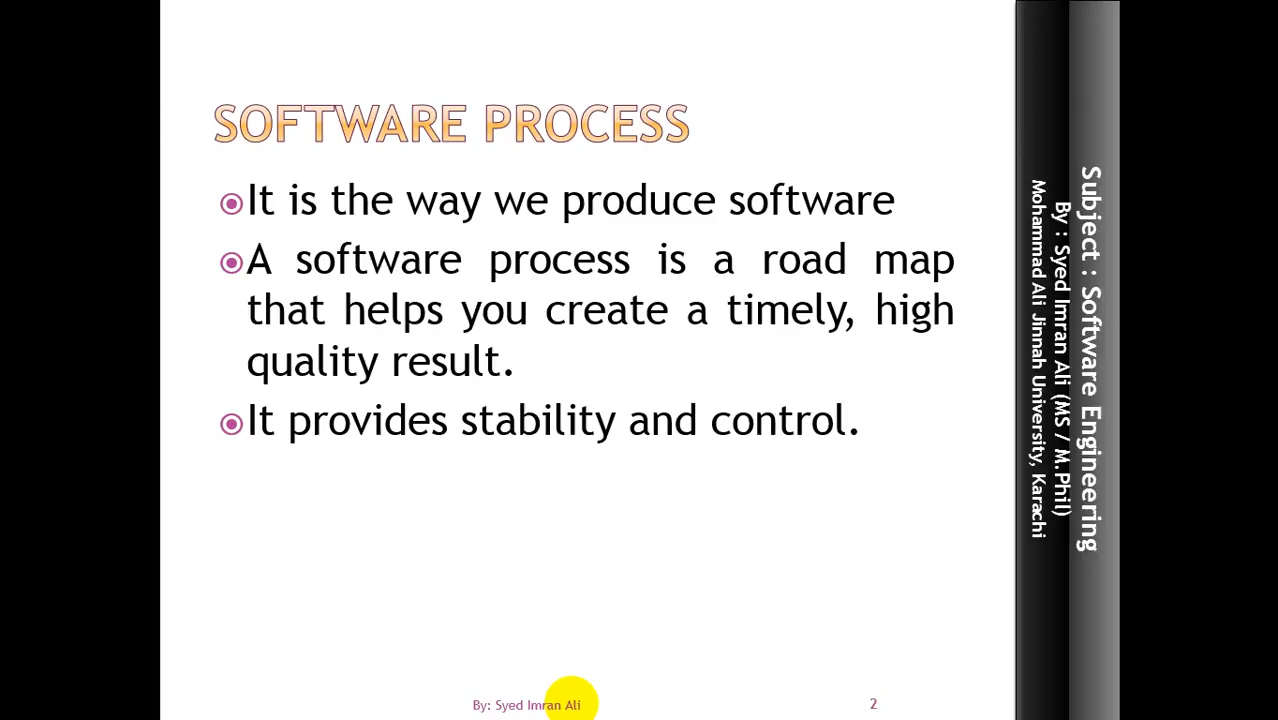 SOFTWARE PROCESS
It is the way we produce software
A software process is a road map
that helps you create a timely, high
quality result.
It provides stability and control.
Subject : Software Engineering
By : Syed Imran Ali (MS / M.Phil)
Mohammad Ali Jinnah University, Karachi
By: Syed Imran Ali
2